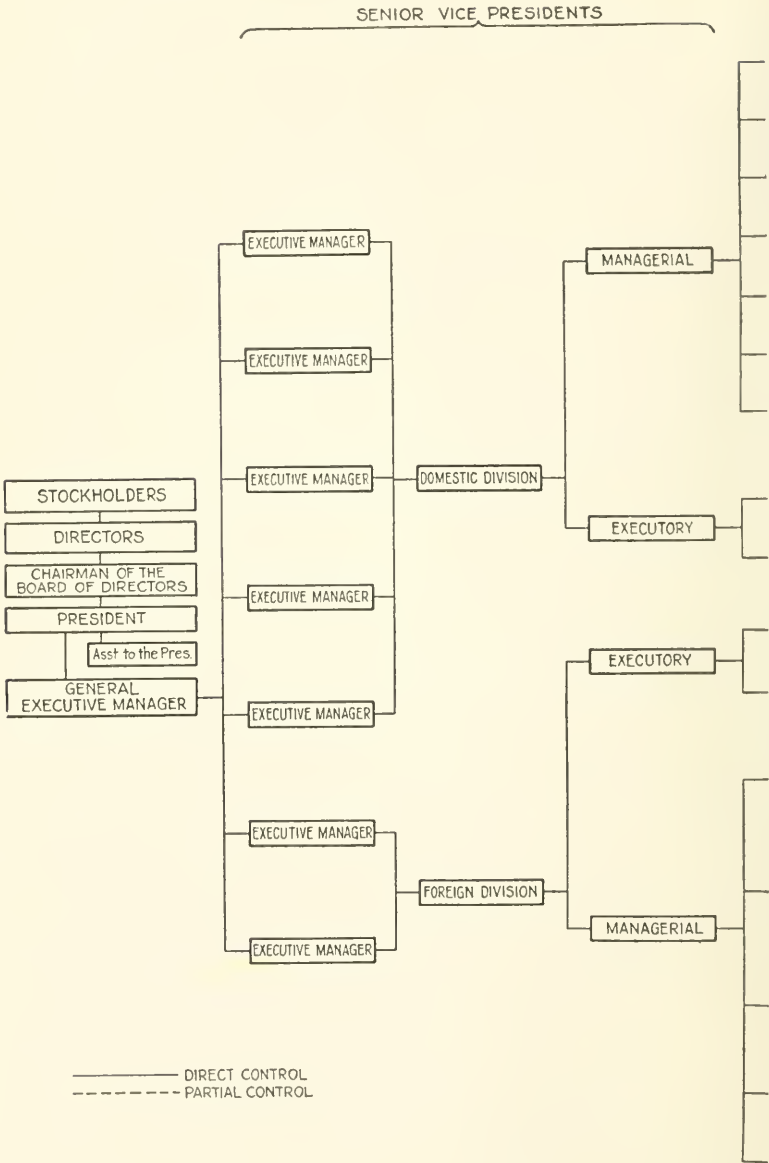 SENIOR VICE PRESIDENTS
EXECUTIVE MANAGER
MANAGERIAL
EXECUTIVE MANAGER
EXECUTIVE MANAGER
DOMESTIC DIVISION
STOCKHOLDERS
DIRECTORS
EXECUTORY
CHAIRMAN OF THE
BOARD OF DIRECTORS
EXECUTIVE MANAGER
PRESIDENT
Asst to the Pres.
EXECUTORY
GENERAL
EXECUTIVE MANAGER
EXECUTIVE MANAGER
EXECUTIVE MANAGER
FOREIGN DIVISION
MANAGERIAL
EXECUTIVE MANAGER
DIRECT CONTROL
PARTIAL CONTROL